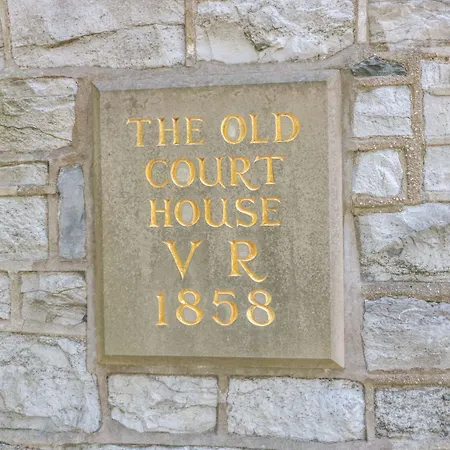 THE OLD
COURT
HOUSE
V R
1858